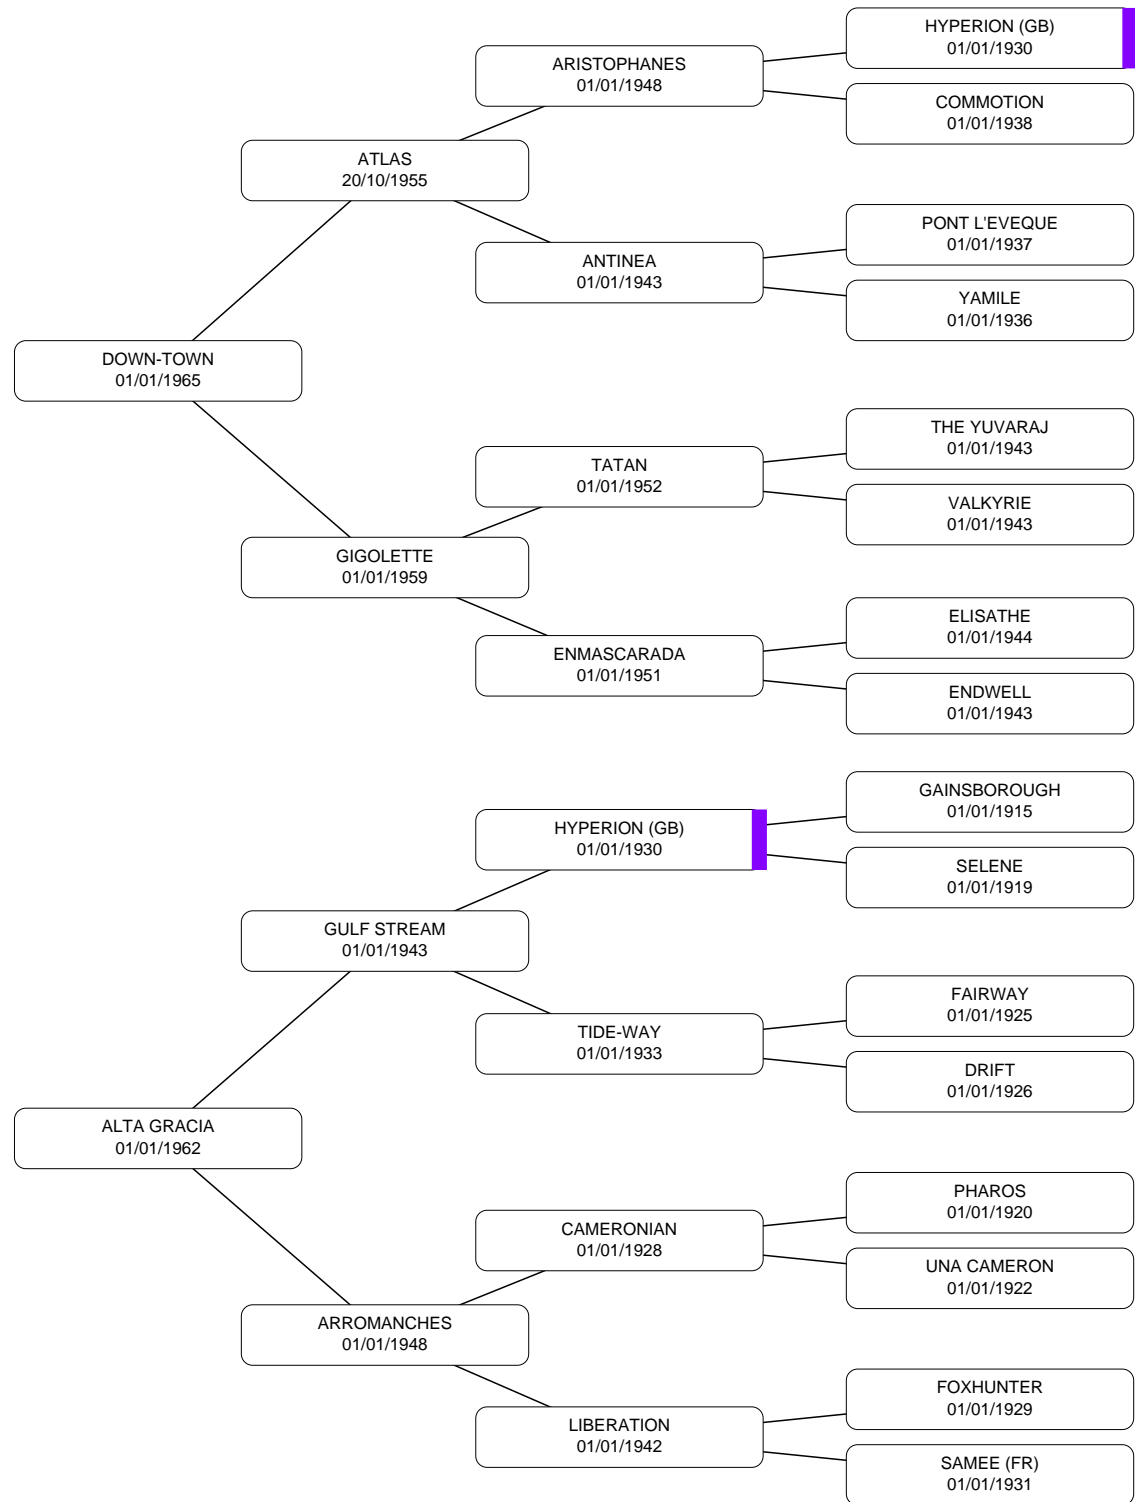 HYPERION (GB)
01/01/1930
ARISTOPHANES
01/01/1948
COMMOTION
01/01/1938
ATLAS
20/10/1955
PONT L'EVEQUE
01/01/1937
ANTINEA
01/01/1943
YAMILE
01/01/1936
DOWN-TOWN
01/01/1965
THE YUVARAJ
01/01/1943
TATAN
01/01/1952
VALKYRIE
01/01/1943
GIGOLETTE
01/01/1959
ELISATHE
01/01/1944
ENMASCARADA
01/01/1951
ENDWELL
01/01/1943
GAINSBOROUGH
01/01/1915
HYPERION (GB)
01/01/1930
SELENE
01/01/1919
GULF STREAM
01/01/1943
FAIRWAY
01/01/1925
TIDE-WAY
01/01/1933
DRIFT
01/01/1926
ALTA GRACIA
01/01/1962
PHAROS
01/01/1920
CAMERONIAN
01/01/1928
UNA CAMERON
01/01/1922
ARROMANCHES
01/01/1948
FOXHUNTER
01/01/1929
LIBERATION
01/01/1942
SAMEE (FR)
01/01/1931